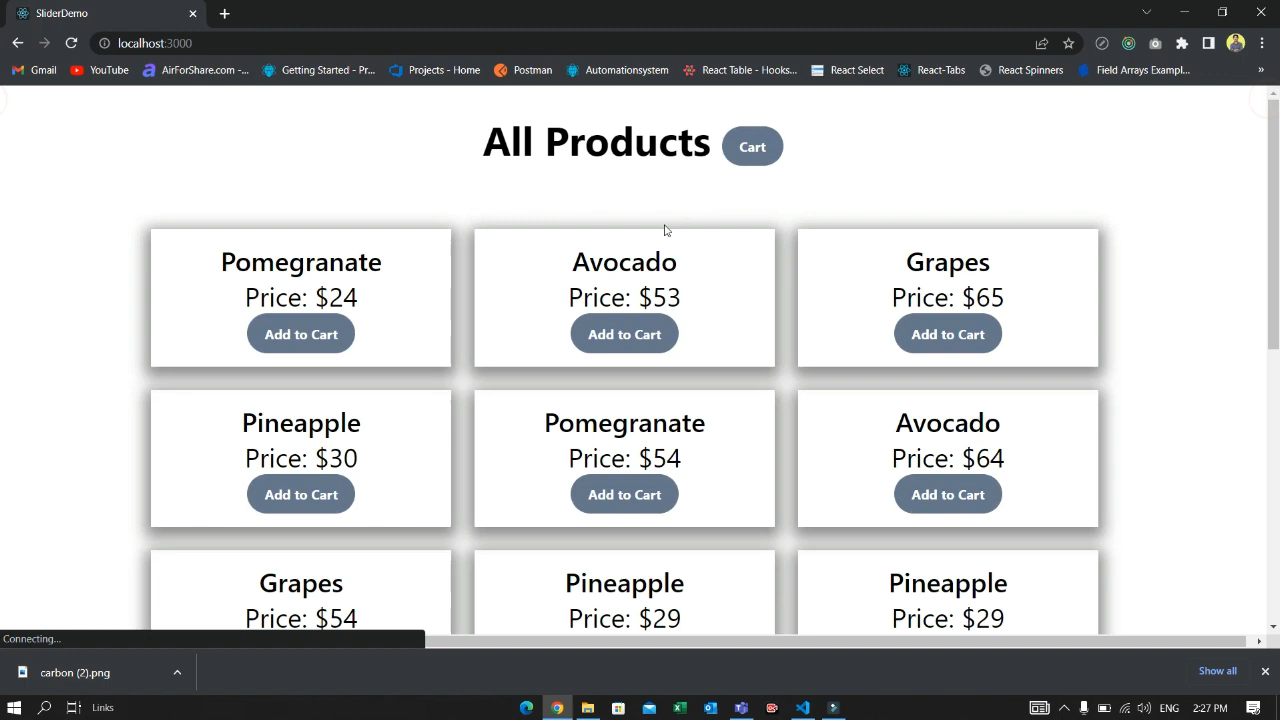 SliderDemo
localhost:3000
Gmail
YouTube
AirForShare.com -...
Getting Started - Pr...
Projects - Home
Postman
Automationsystem
React Table - Hoks...
React Select
React-Tabs
React Spinners
Field Arrays Exampl...
»
All Products Cart
Pomegranate Avocado Grapes
Price: $24 Price: $53 Price: $65
Add to Cart Add to Cart Add to Cart
Pineapple Pomegranate Avocado
Price: $30 Price: $54 Price: $64
Add to Cart Add to Cart Add to Cart
Grapes Pineapple Pineapple
Price: $54 Price: $29 Price: $29
Connecting...
carbon (2).png
Show all
Links
ENG
2:27 PM